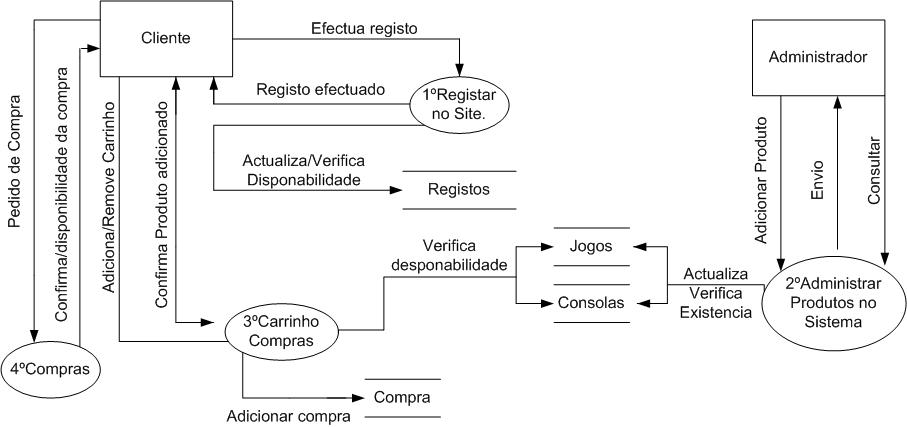 Cliente
Efectua registo
Administrador
Registo efectuado
1ºRegistar
no Site.
Pedido de Compra
Confirma/disponibilidade da compra
Adiciona/Remove Carrinho
Confirma Produto adicionado
Actualiza/Verifica
Disponabilidade
Registos
Adicionar Produto
Envio
Consultar
Verifica
desponabilidade
Jogos
Consolas
Actualiza
Verifica
Existencia
2ºAdministrar
Produtos no
Sistema
3ºCarrinho
Compras
4ºCompras
Compra
Adicionar compra